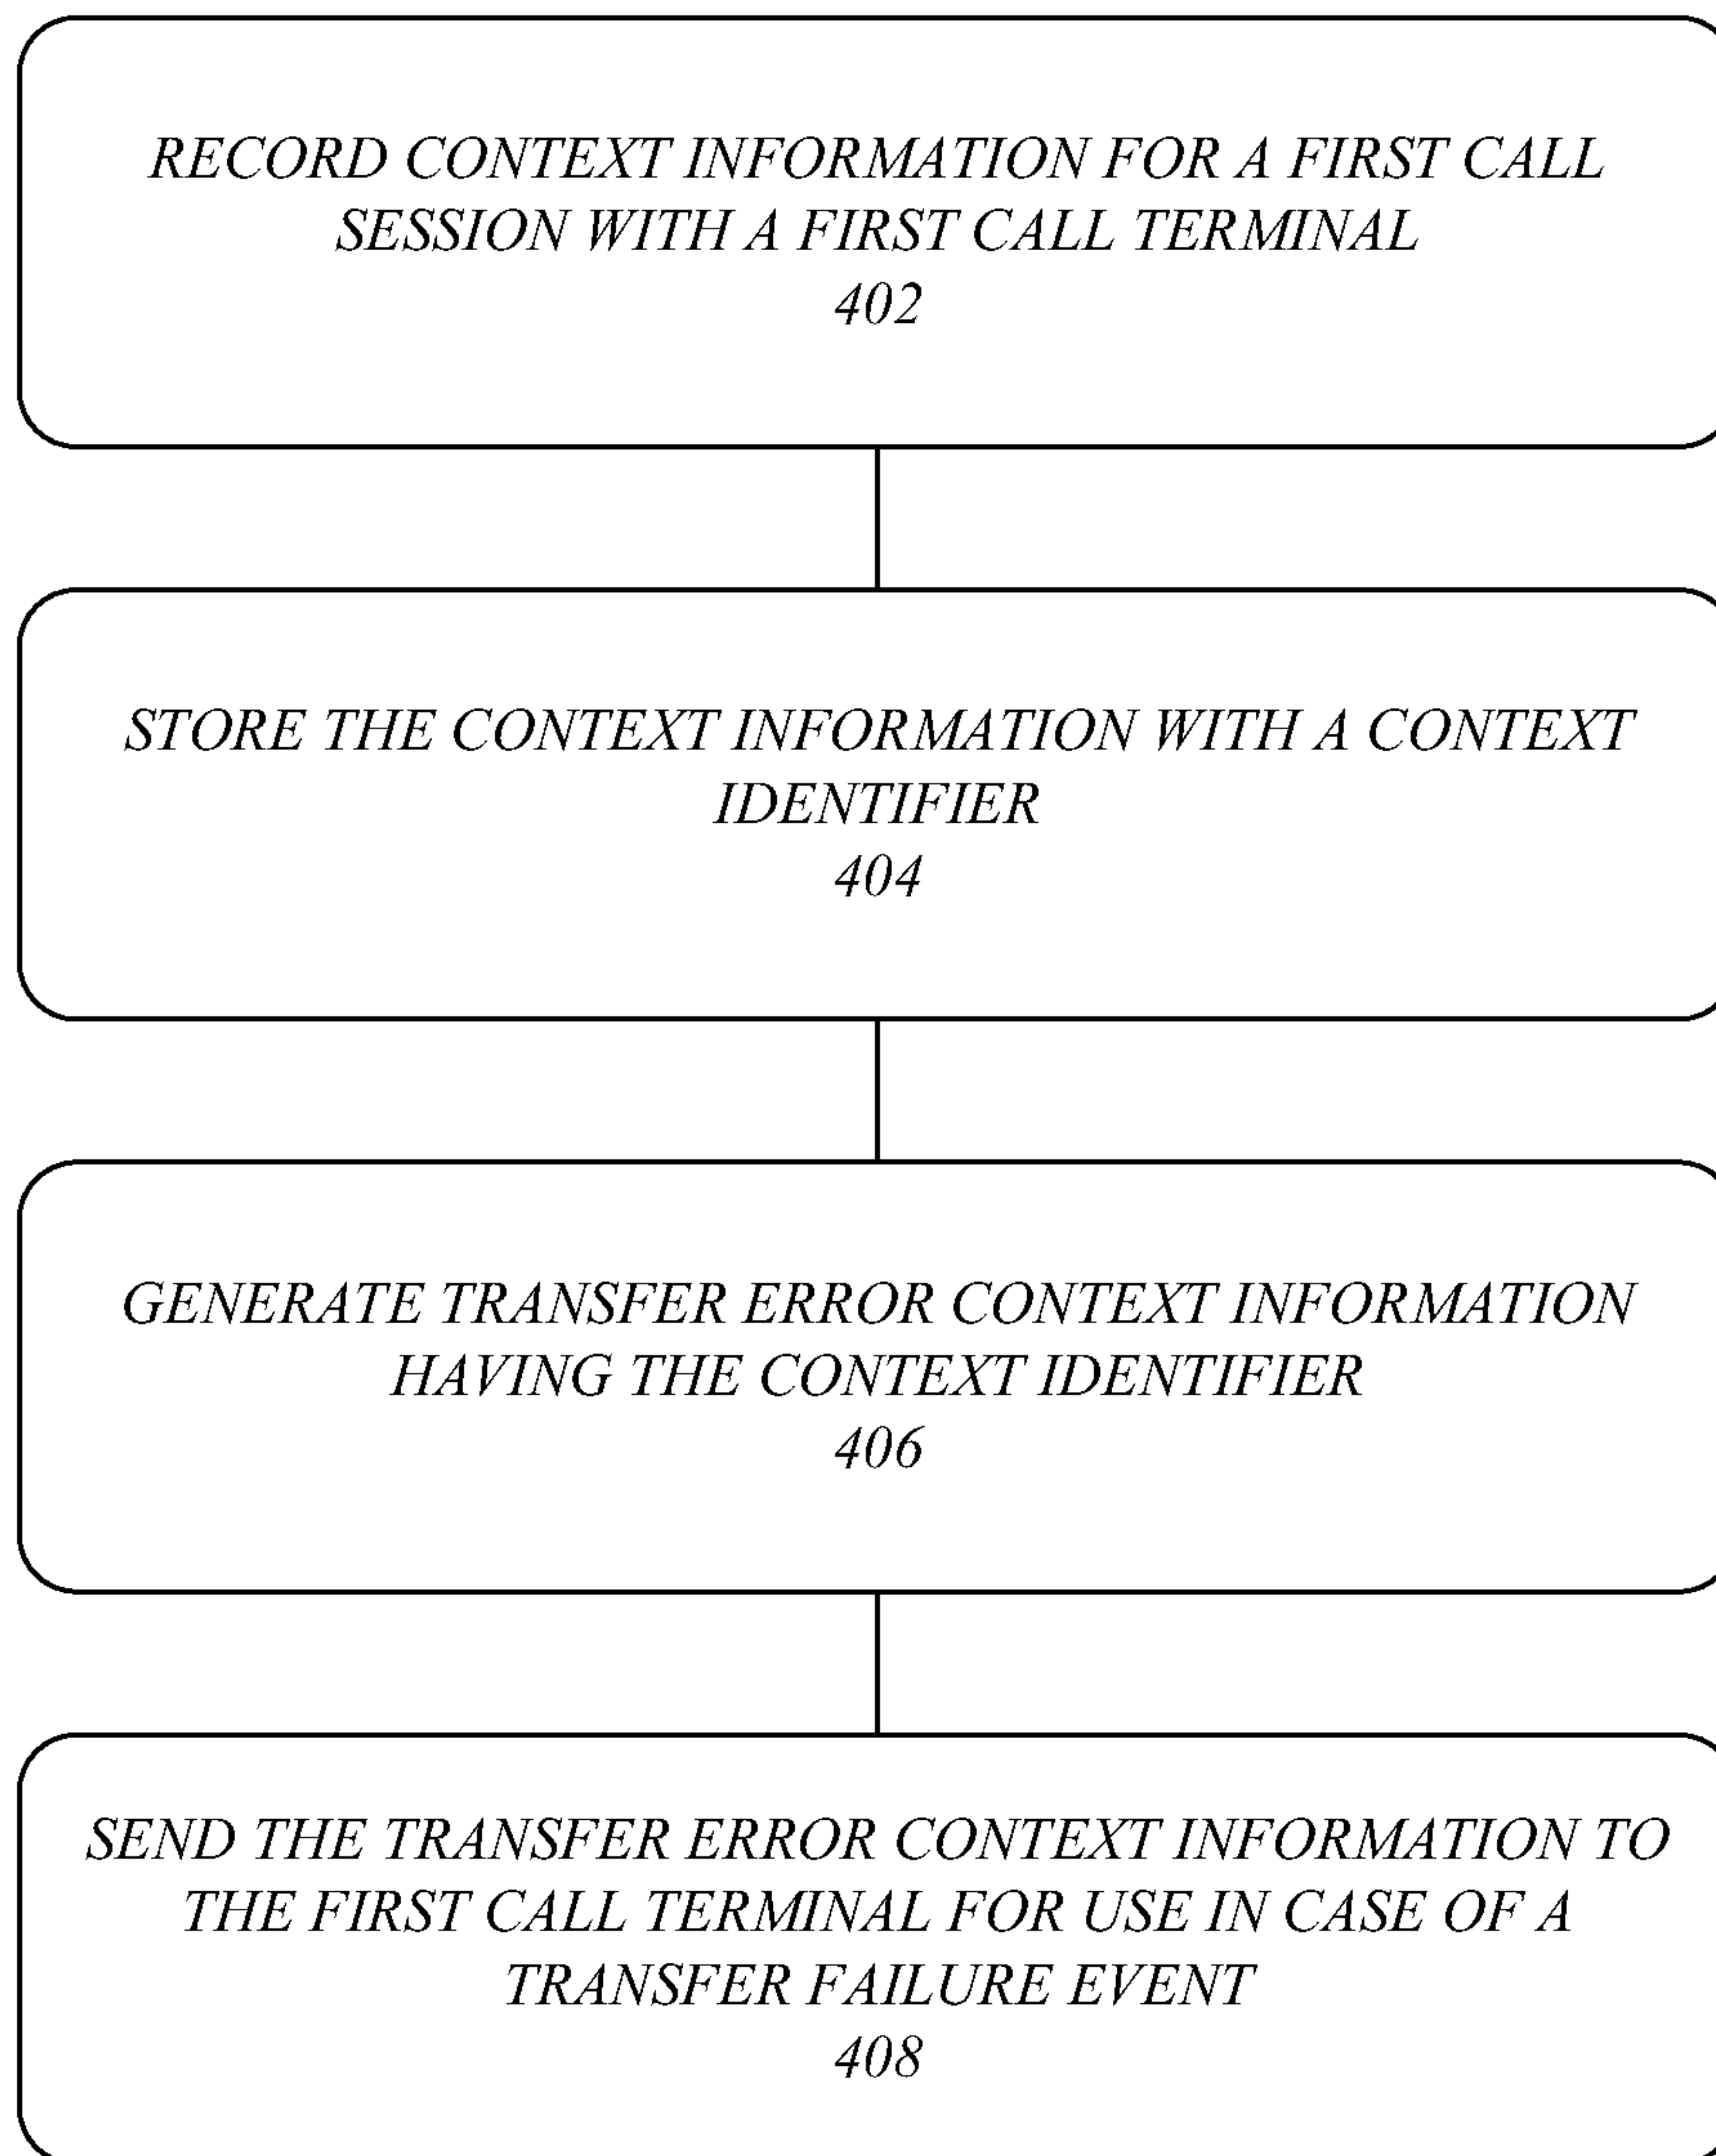 RECORD CONTEXT INFORMATION FOR A FIRST CALL
SESSION WITH A FIRST CALL TERMINAL
402
STORE THE CONTEXT INFORMATION WITH A CONTEXT
IDENTIFIER
404
GENERATE TRANSFER ERROR CONTEXT INFORMATION
HAVING THE CONTEXT IDENTIFIER
406
SEND THE TRANSFER ERROR CONTEXT INFORMATION TO
THE FIRST CALL TERMINAL FOR USE IN CASE OF A
TRANSFER FAILURE EVENT
408